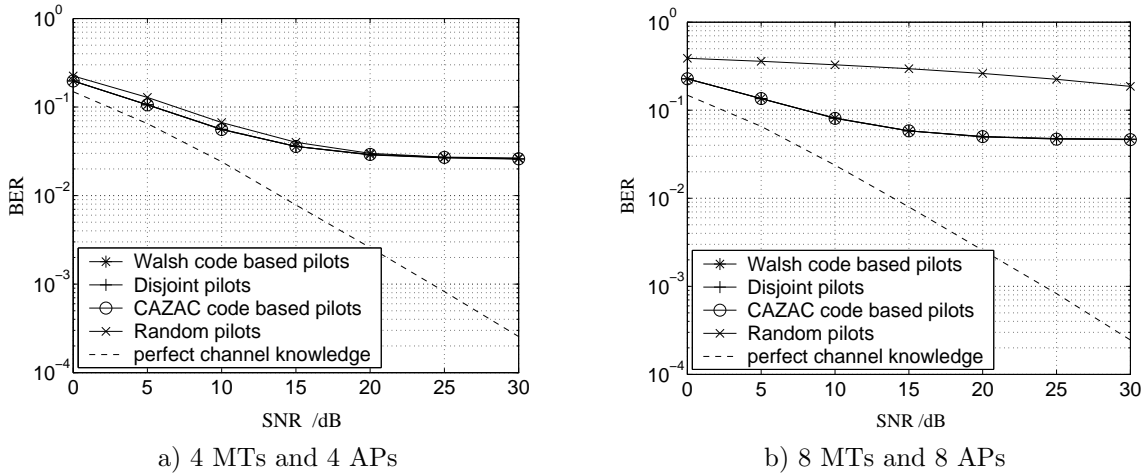 10^0
10^-1
10^-2
10^-3
10^-4
BER
0 5 10 15 20 25 30
SNR /dB
Walsh code based pilots
Disjoint pilots
CAZAC code based pilots
Random pilots
perfect channel knowledge
a) 4 MTs and 4 APs
10^0
10^-1
10^-2
10^-3
10^-4
BER
0 5 10 15 20 25 30
SNR /dB
Walsh code based pilots
Disjoint pilots
CAZAC code based pilots
Random pilots
perfect channel knowledge
b) 8 MTs and 8 APs